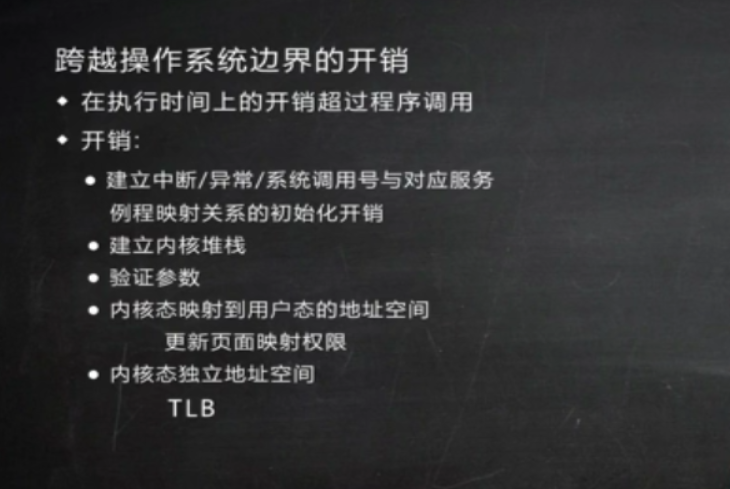 跨越操作系统边界的开销
在执行时间上的开销超过程序调用
开销:
建立中断/异常/系统调用号与对应服务
例程映射关系的初始化开销
建立内核堆栈
验证参数
内核态映射到用户态的地址空间
更新页面映射权限
内核态独立地址空间
TLB